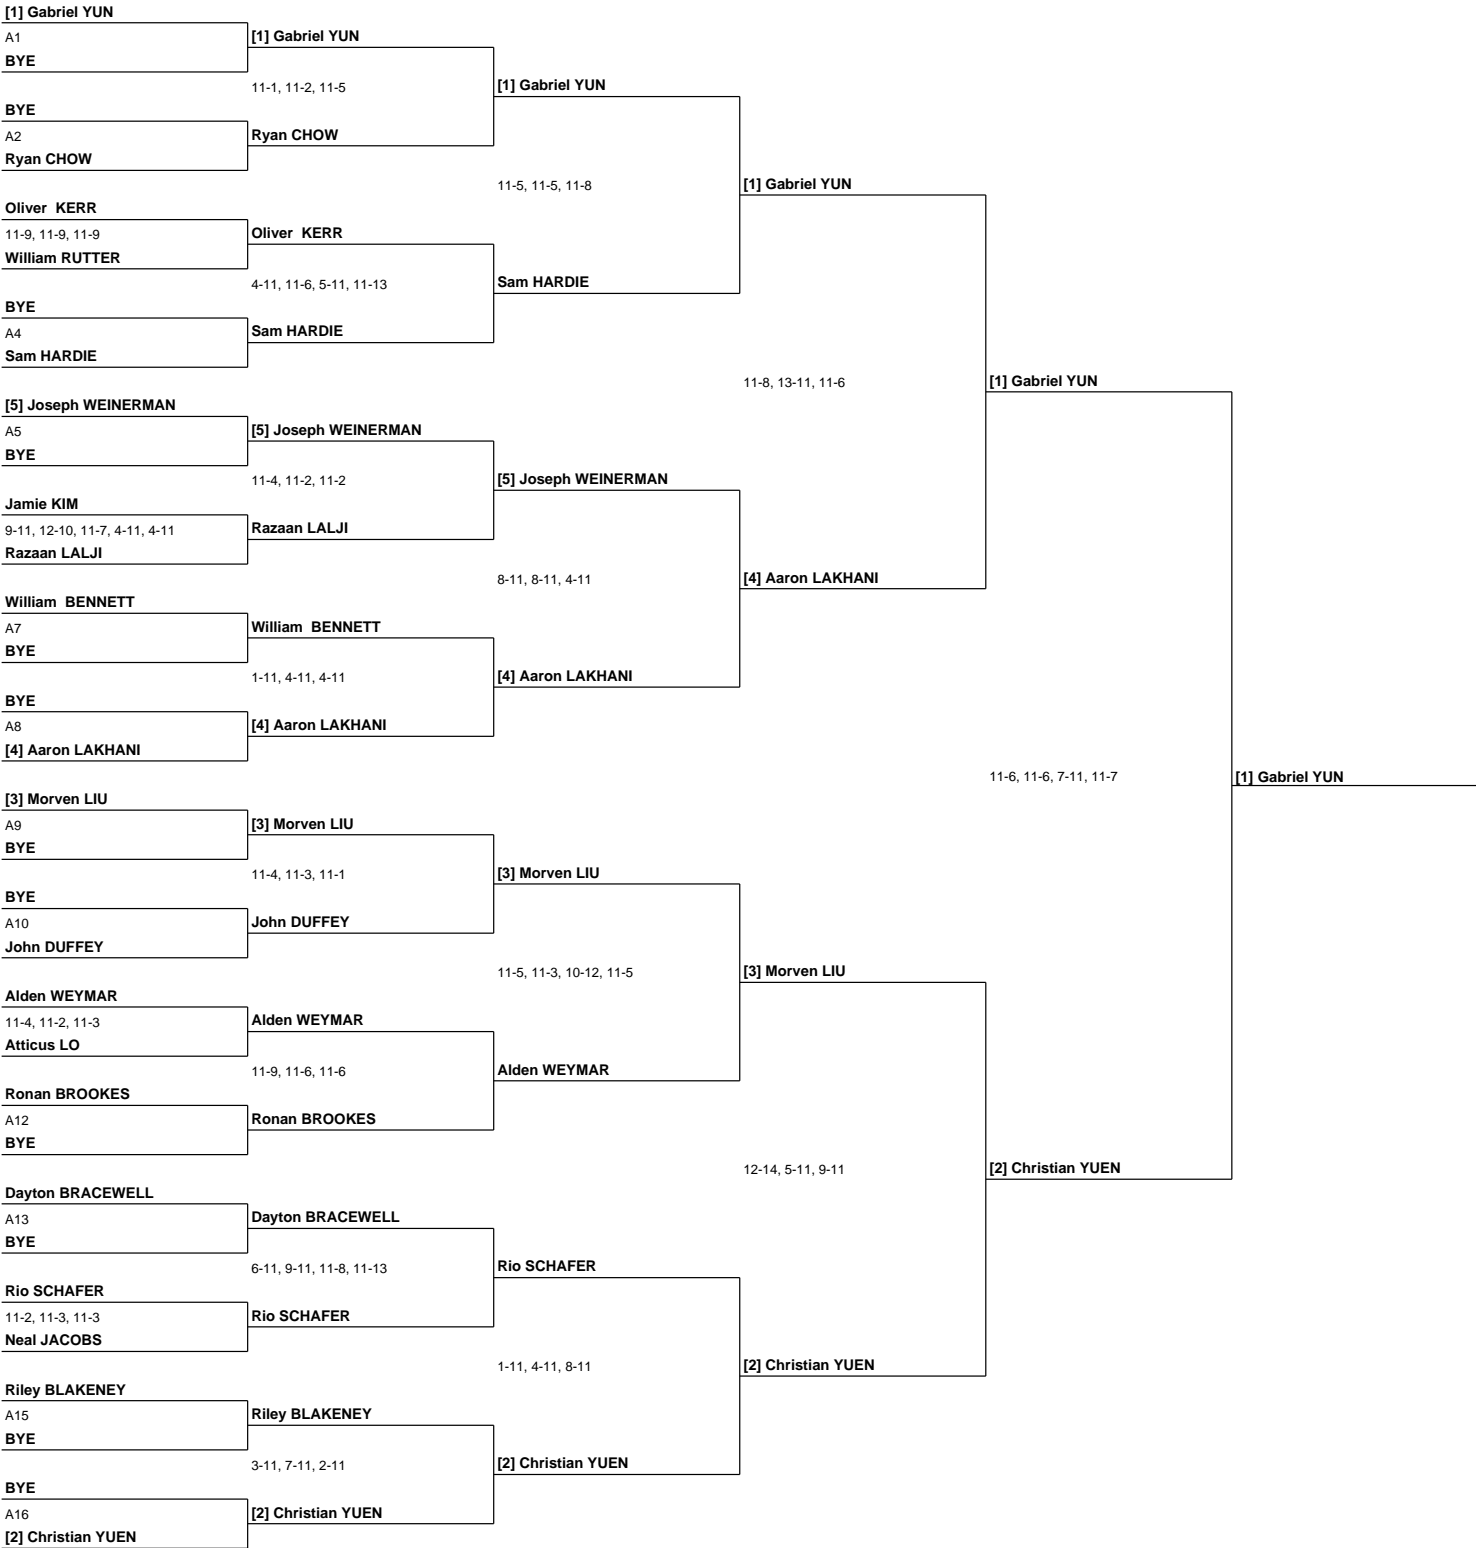 [1] Gabriel YUN
A1
BYE
BYE
A2
Ryan CHOW
Oliver  KERR
11-9, 11-9, 11-9
William RUTTER
BYE
A4
Sam HARDIE
[5] Joseph WEINERMAN
A5
BYE
Jamie KIM
9-11, 12-10, 11-7, 4-11, 4-11
Razaan LALJI
William  BENNETT
A7
BYE
BYE
A8
[4] Aaron LAKHANI
[3] Morven LIU
A9
BYE
BYE
A10
John DUFFEY
Alden WEYMAR
11-4, 11-2, 11-3
Atticus LO
Ronan BROOKES
A12
BYE
Dayton BRACEWELL
A13
BYE
Rio SCHAFER
11-2, 11-3, 11-3
Neal JACOBS
Riley BLAKENEY
A15
BYE
BYE
A16
[2] Christian YUEN
[1] Gabriel YUN
11-1, 11-2, 11-5
Ryan CHOW
Oliver  KERR
4-11, 11-6, 5-11, 11-13
Sam HARDIE
[5] Joseph WEINERMAN
11-4, 11-2, 11-2
Razaan LALJI
William  BENNETT
1-11, 4-11, 4-11
[4] Aaron LAKHANI
[3] Morven LIU
11-4, 11-3, 11-1
John DUFFEY
Alden WEYMAR
11-9, 11-6, 11-6
Ronan BROOKES
Dayton BRACEWELL
6-11, 9-11, 11-8, 11-13
Rio SCHAFER
Riley BLAKENEY
3-11, 7-11, 2-11
[2] Christian YUEN
[1] Gabriel YUN
11-5, 11-5, 11-8
Sam HARDIE
[5] Joseph WEINERMAN
8-11, 8-11, 4-11
[4] Aaron LAKHANI
[3] Morven LIU
11-5, 11-3, 10-12, 11-5
Alden WEYMAR
Rio SCHAFER
1-11, 4-11, 8-11
[2] Christian YUEN
[1] Gabriel YUN
11-8, 13-11, 11-6
[4] Aaron LAKHANI
[3] Morven LIU
12-14, 5-11, 9-11
[2] Christian YUEN
[1] Gabriel YUN
11-6, 11-6, 7-11, 11-7
[2] Christian YUEN
[1] Gabriel YUN